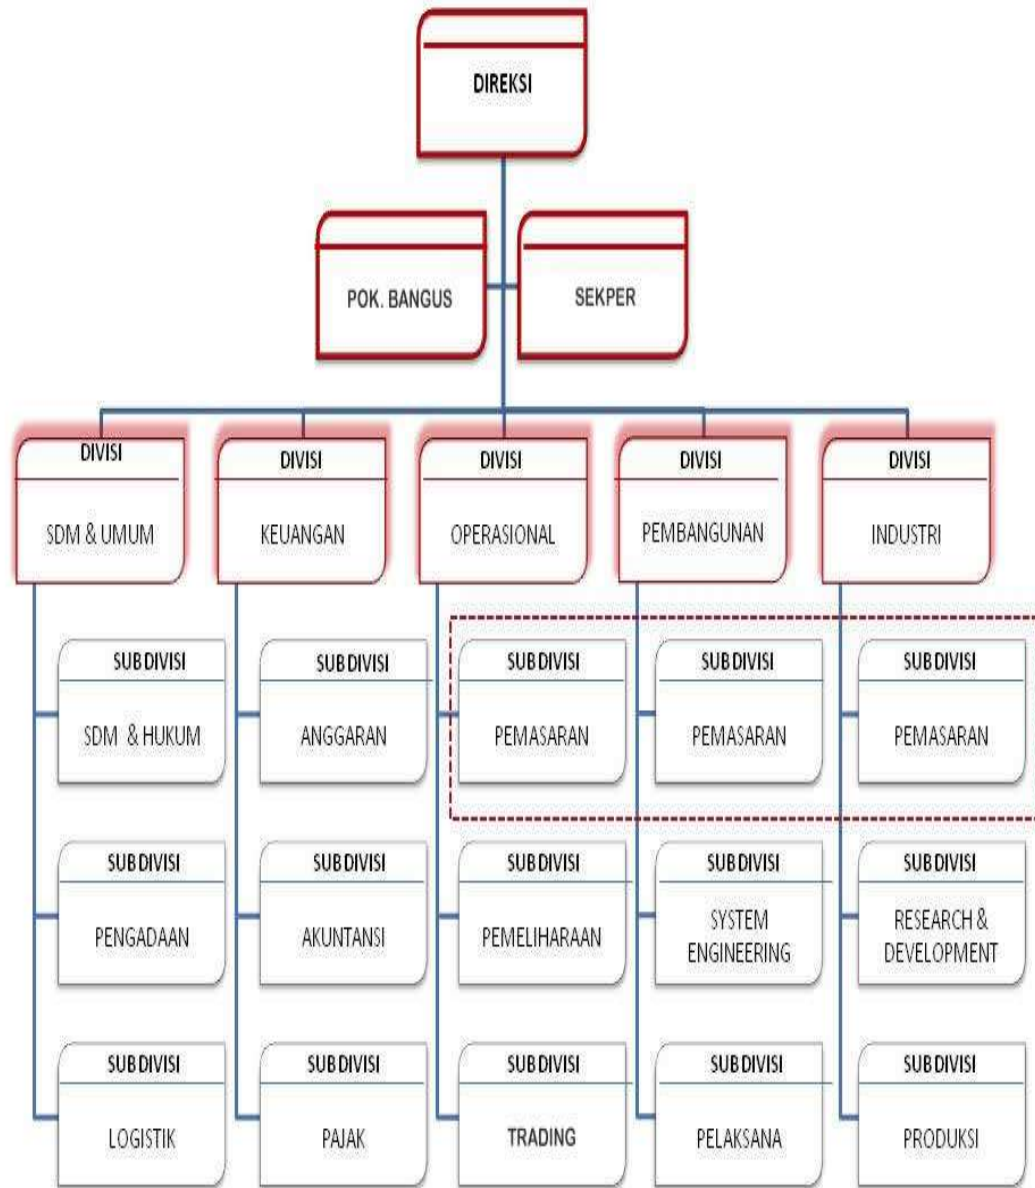 DIREKSI
POK. BANGUS
SEKPER
DIVISI
SDM & UMUM
DIVISI
KEUANGAN
DIVISI
OPERASIONAL
DIVISI
PEMBANGUNAN
DIVISI
INDUSTRI
SUB DIVISI
SDM & HUKUM
SUB DIVISI
ANGGARAN
SUB DIVISI
PEMASARAN
SUB DIVISI
PEMASARAN
SUB DIVISI
PEMASARAN
SUB DIVISI
PENGADAAN
SUB DIVISI
AKUNTANSI
SUB DIVISI
PEMELIHARAAN
SUB DIVISI
SYSTEM
ENGINEERING
SUB DIVISI
RESEARCH &
DEVELOPMENT
SUB DIVISI
LOGISTIK
SUB DIVISI
PAJAK
SUB DIVISI
TRADING
SUB DIVISI
PELAKSANA
SUB DIVISI
PRODUKSI